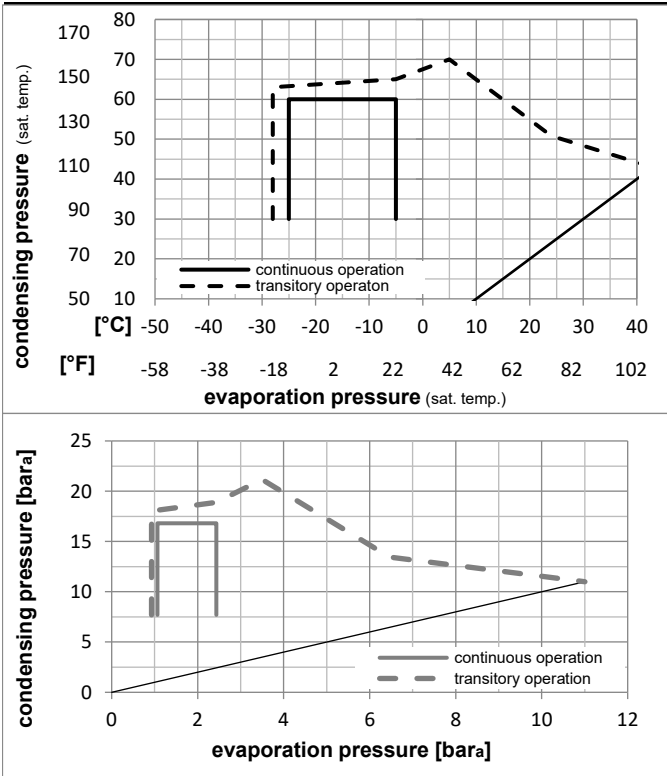 condensing pressure (sat. temp.)
170 80
150 70
60
130 50
110 40
90 30
70 20
50 10
continuous operation
transitory operaton
[°C] -50 -40 -30 -20 -10 0 10 20 30 40
[°F] -58 -38 -18 2 22 42 62 82 102
evaporation pressure (sat. temp.)
condensing pressure [bara]
25
20
15
10
5
0
continuous operation
transitory operation
0 2 4 6 8 10 12
evaporation pressure [bara]